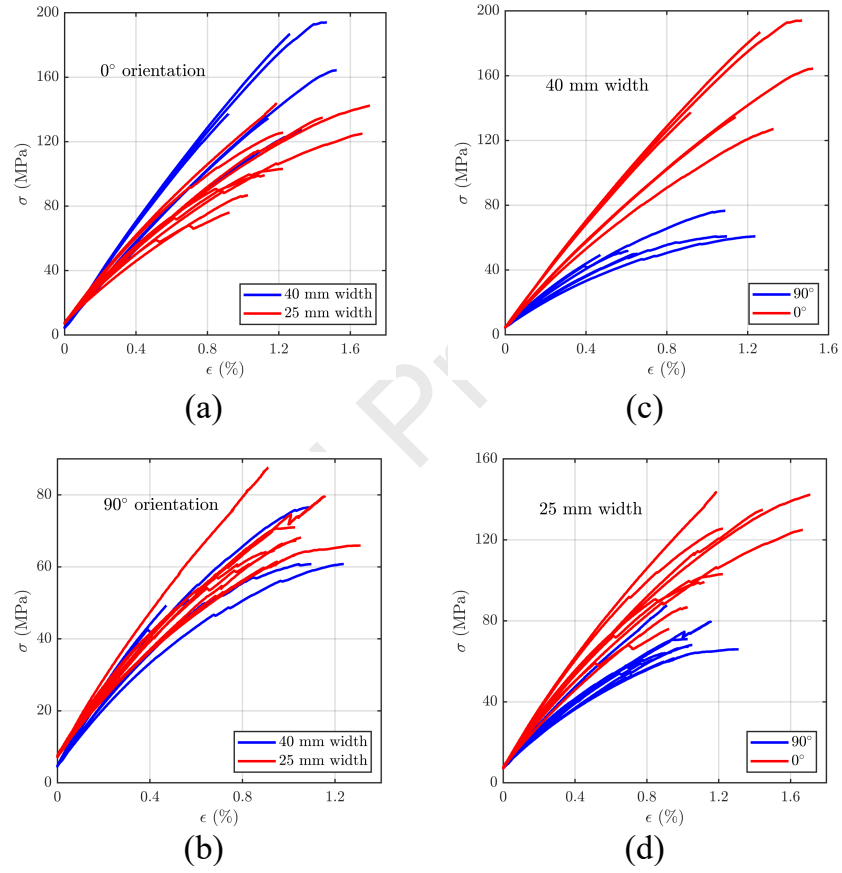 200
160
120
80
40
0
σ (MPa)
0° orientation
40 mm width
25 mm width
0 0.4 0.8 1.2 1.6
ϵ (%)
(a)
200
160
120
80
40
0
σ (MPa)
40 mm width
90°
0°
0 0.4 0.8 1.2 1.6
ϵ (%)
(c)
80
60
40
20
0
σ (MPa)
90° orientation
40 mm width
25 mm width
0 0.4 0.8 1.2
ϵ (%)
(b)
160
120
80
40
0
σ (MPa)
25 mm width
90°
0°
0 0.4 0.8 1.2 1.6
ϵ (%)
(d)